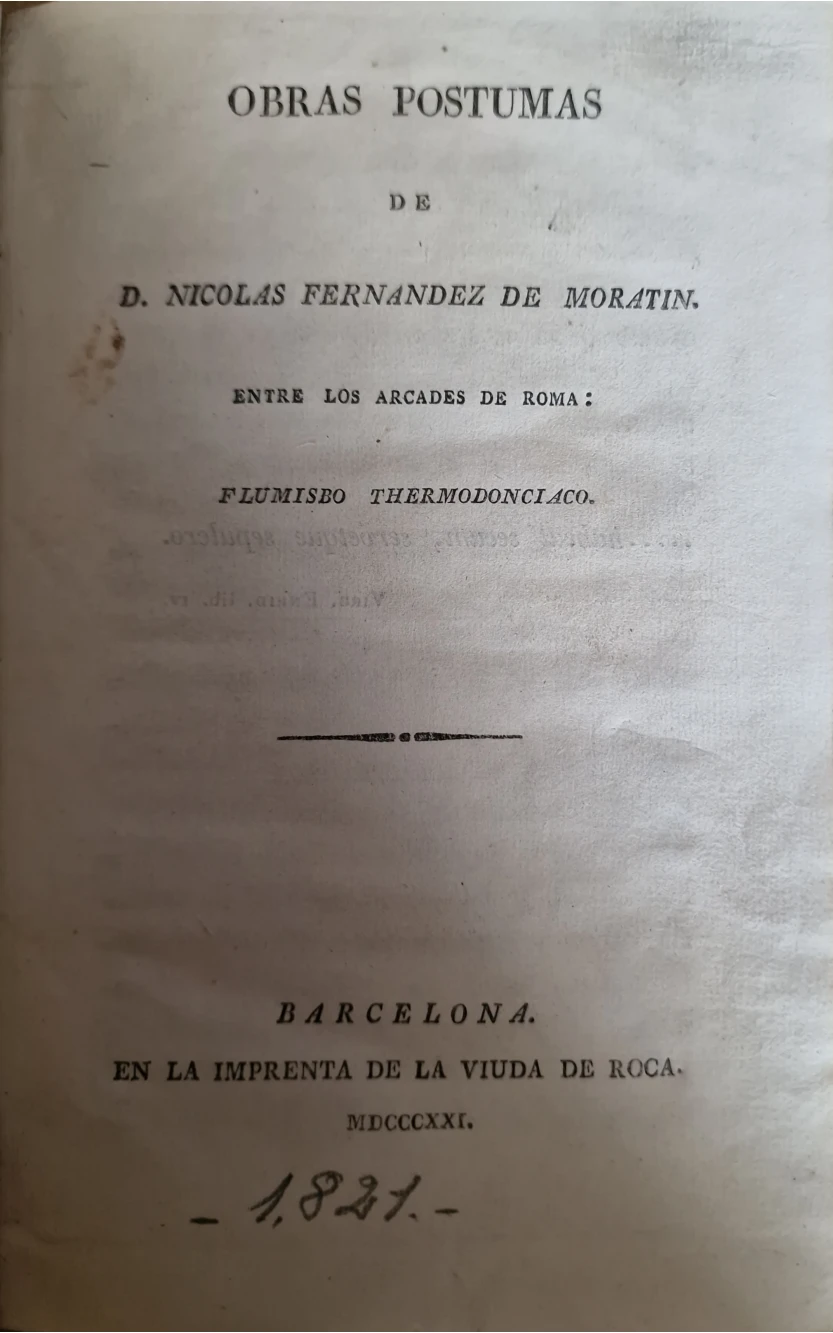 OBRAS POSTUMAS
DE
D. NICOLAS FERNANDEZ DE MORATIN.
ENTRE LOS ARCADES DE ROMA:
FLUMISBO THERMODONCIACO.
BARCELONA.
EN LA IMPRENTA DE LA VIUDA DE ROCA.
MDCCCXXI.
- 1,821. -